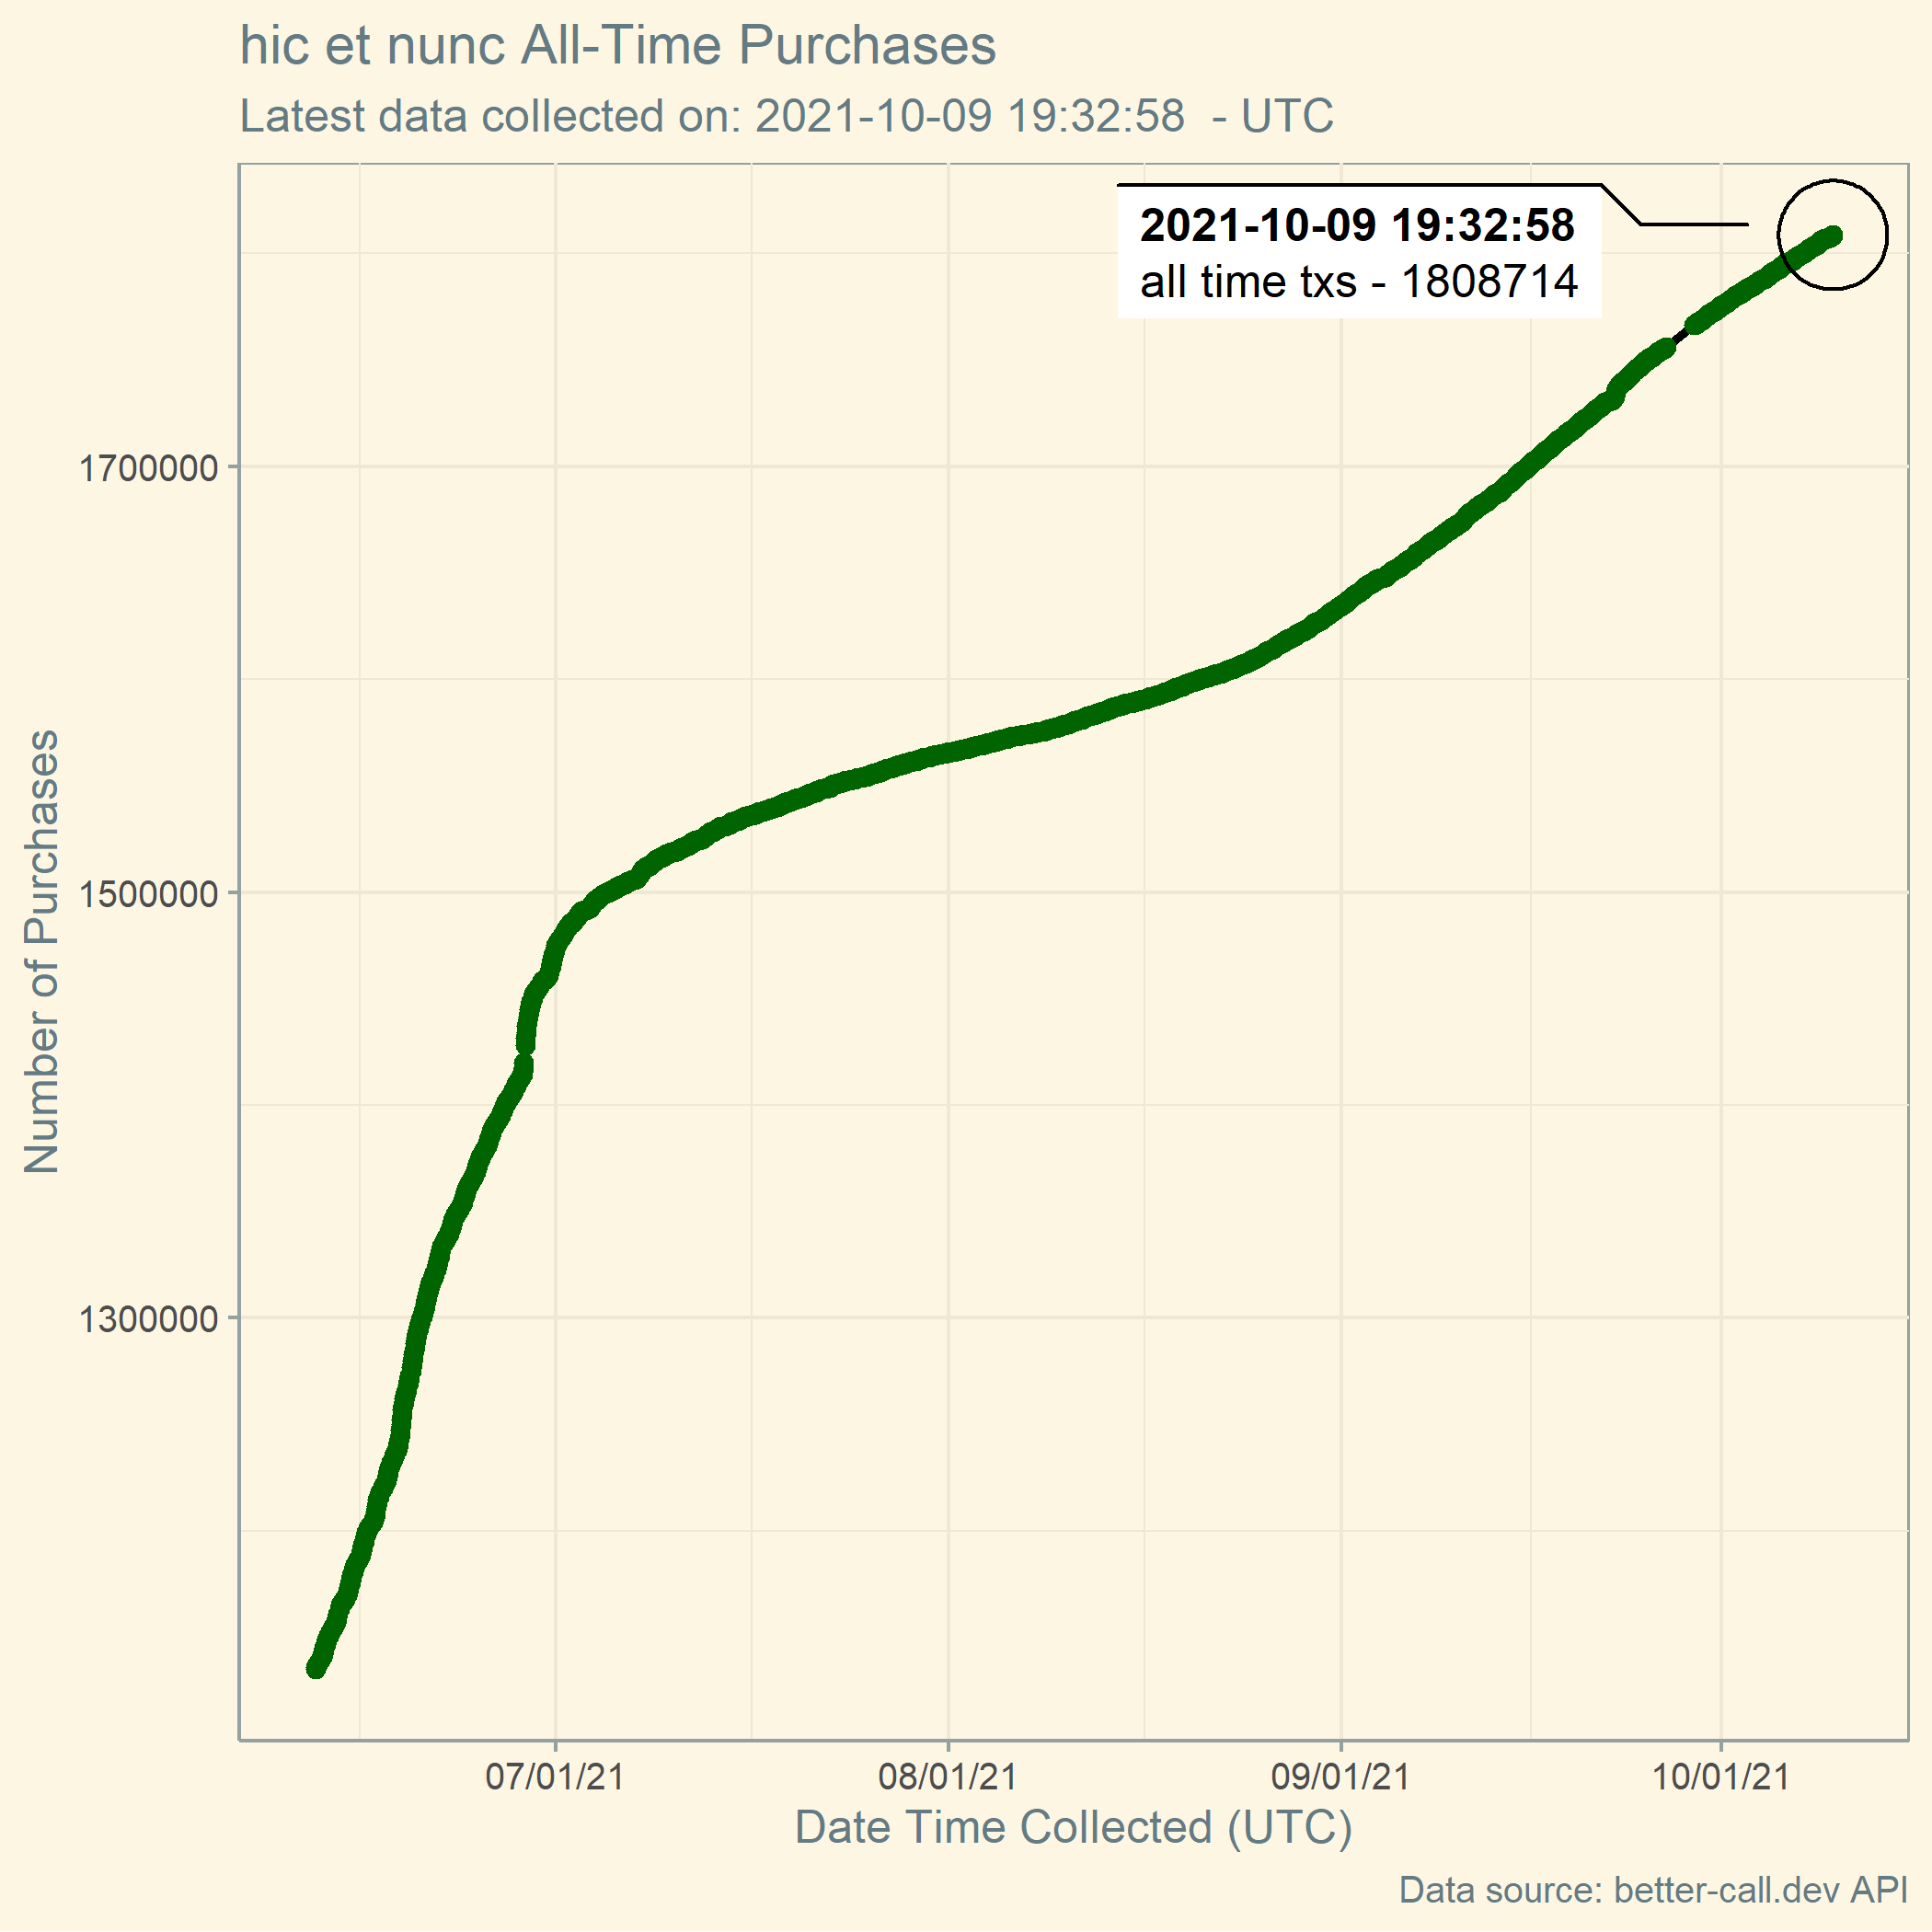 hic et nunc All-Time Purchases
Latest data collected on: 2021-10-09 19:32:58  - UTC
2021-10-09 19:32:58
all time txs - 1808714
Number of Purchases
1700000
1500000
1300000
07/01/21
08/01/21
09/01/21
10/01/21
Date Time Collected (UTC)
Data source: better-call.dev API